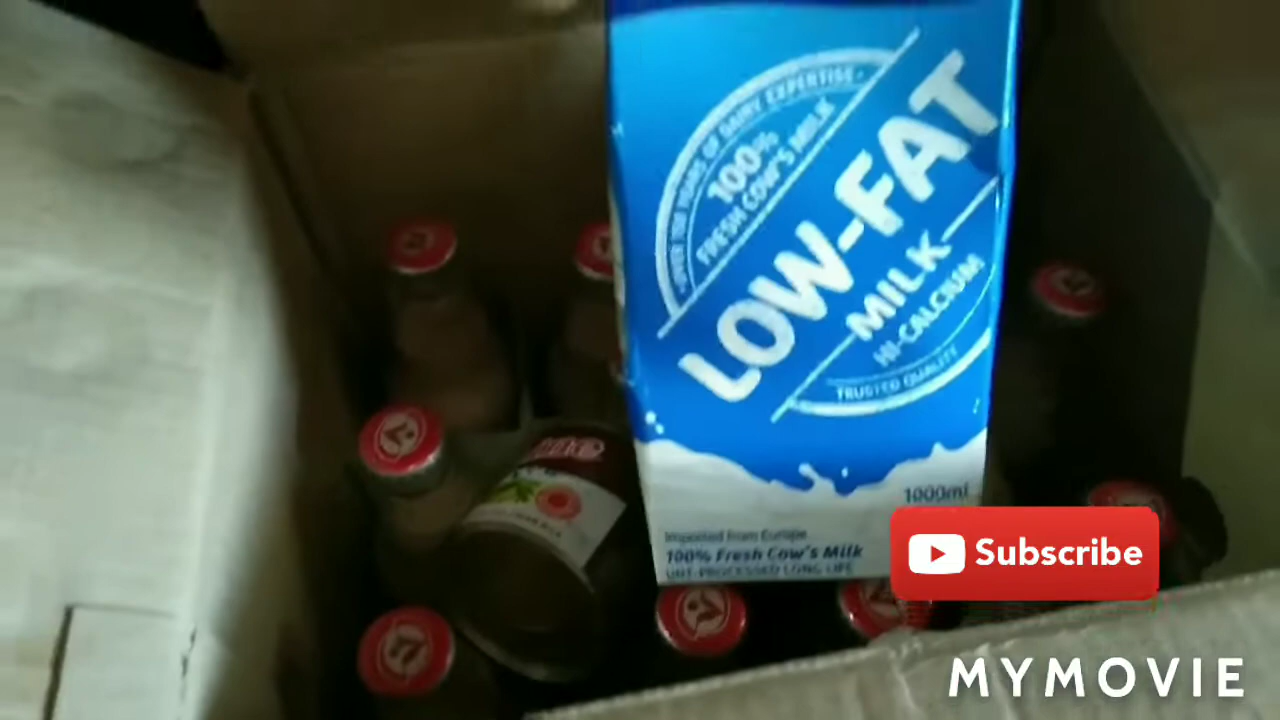 OVER 100 YEARS OF DAIRY EXPERTISE
100%
FRESH COW'S MILK
LOW-FAT
MILK
HI-CALCIUM
TRUSTED QUALITY
1000ml
Imported from Europe
100% Fresh Cow's Milk
UHT-PROCESSED LONG LIFE
Subscribe
MYMOVIE